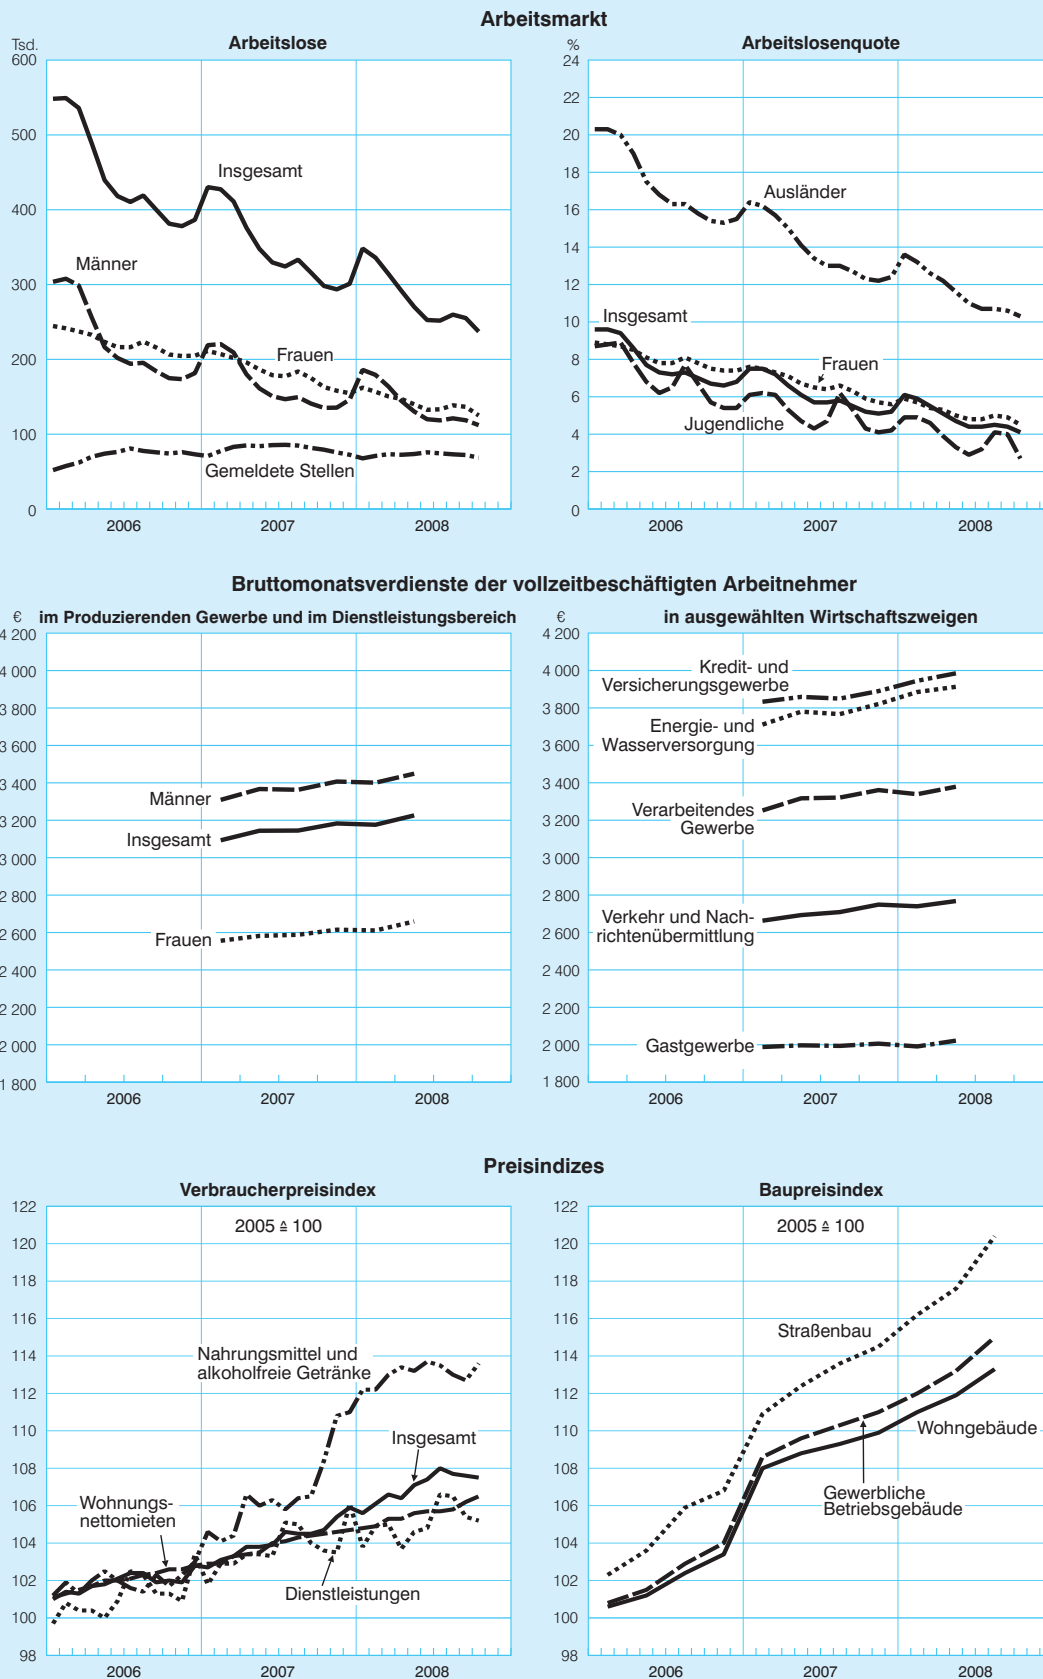 Arbeitsmarkt
Tsd.
Arbeitslose
600
500
400
300
200
100
0
Insgesamt
Männer
Frauen
Gemeldete Stellen
2006
2007
2008
%
Arbeitslosenquote
24
22
20
18
16
14
12
10
8
6
4
2
0
Ausländer
Insgesamt
Frauen
Jugendliche
2006
2007
2008
Bruttomonatsverdienste der vollzeitbeschäftigten Arbeitnehmer
€
im Produzierenden Gewerbe und im Dienstleistungsbereich
4 200
4 000
3 800
3 600
3 400
3 200
3 000
2 800
2 600
2 400
2 200
2 000
1 800
Männer
Insgesamt
Frauen
2006
2007
2008
€
in ausgewählten Wirtschaftszweigen
4 200
4 000
3 800
3 600
3 400
3 200
3 000
2 800
2 600
2 400
2 200
2 000
1 800
Kredit- und
Versicherungsgewerbe
Energie- und
Wasserversorgung
Verarbeitendes
Gewerbe
Verkehr und Nach-
richtenübermittlung
Gastgewerbe
2006
2007
2008
Preisindizes
Verbraucherpreisindex
2005 ≙ 100
122
120
118
116
114
112
110
108
106
104
102
100
98
Nahrungsmittel und
alkoholfreie Getränke
Insgesamt
Wohnungs-
nettomieten
Dienstleistungen
2006
2007
2008
Baupreisindex
2005 ≙ 100
122
120
118
116
114
112
110
108
106
104
102
100
98
Straßenbau
Wohngebäude
Gewerbliche
Betriebsgebäude
2006
2007
2008